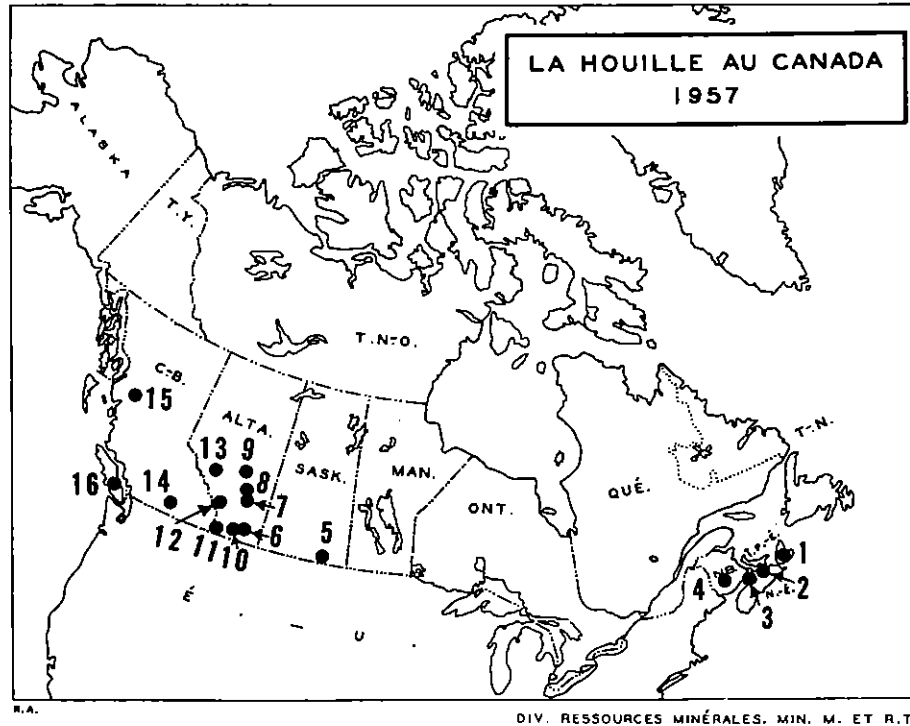 LA HOUILLE AU CANADA
1957
ALASKA
T.Y.
T.N-O.
C-B.
15
ALTA.
13
9
SASK.
MAN.
T-N.
QUÉ.
ONT.
16
14
8
7
12
11
10
6
5
Î.P.-É.
N.B.
1
4
N.-É.
2
3
É
-
U
.
R.A.
DIV. RESSOURCES MINÉRALES, MIN. M. ET R.T.